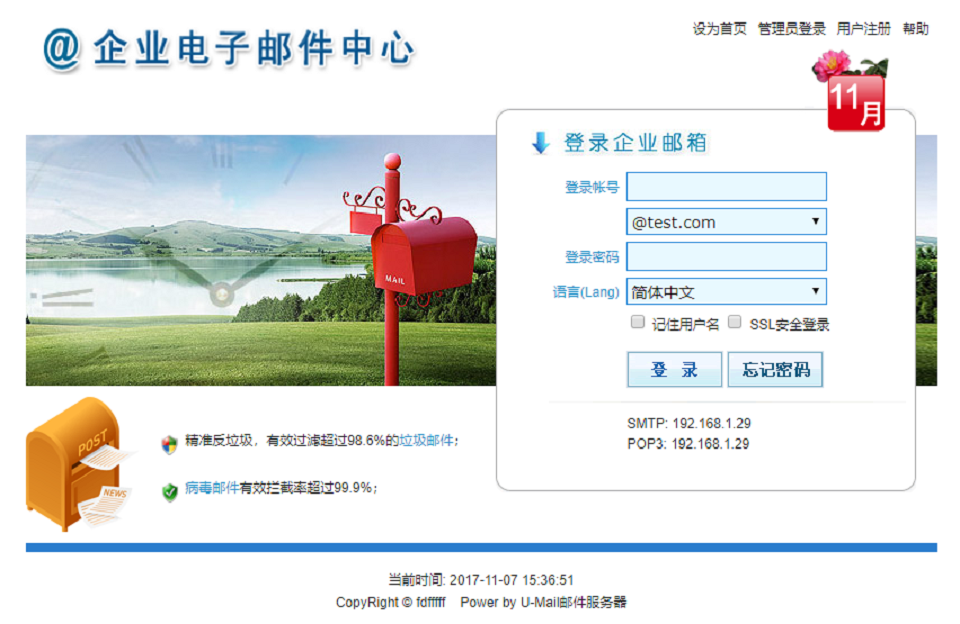 @ 企业电子邮件中心
设为首页 管理员登录 用户注册 帮助
11月
登录企业邮箱
登录帐号
@test.com
登录密码
语言(Lang) 简体中文
记住用户名 SSL安全登录
登 录 忘记密码
SMTP: 192.168.1.29
POP3: 192.168.1.29
MAIL
POST
NEWS
精准反垃圾，有效过滤超过98.6%的垃圾邮件;
病毒邮件有效拦截率超过99.9%;
当前时间: 2017-11-07 15:36:51
CopyRight © fdfffff Power by U-Mail邮件服务器